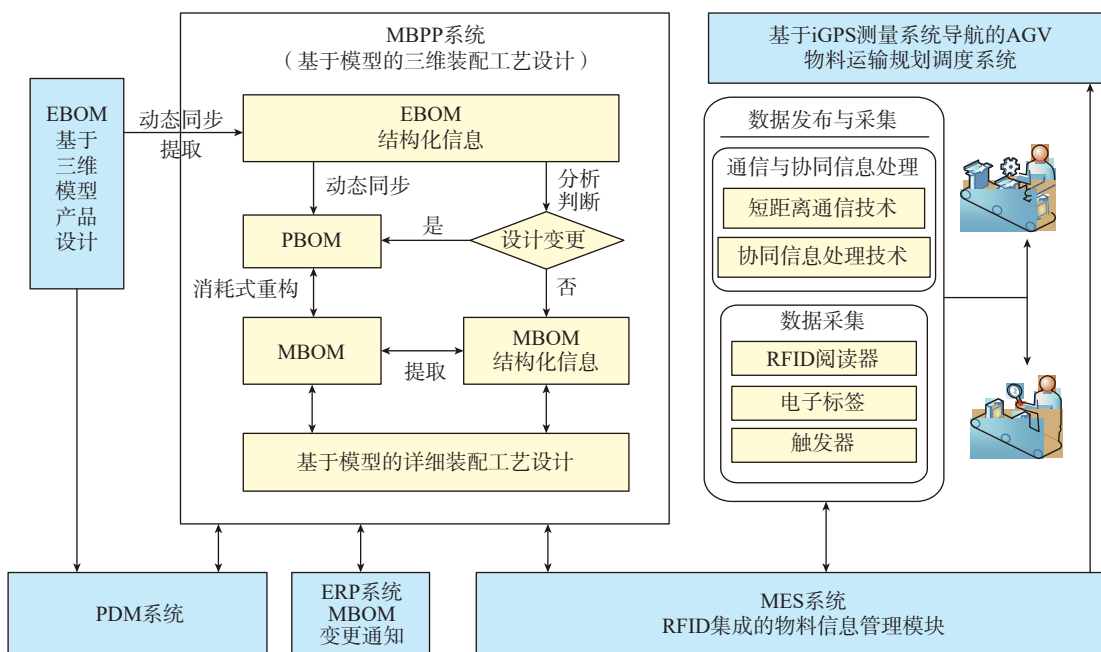 MBPP系统
（基于模型的三维装配工艺设计）
基于iGPS测量系统导航的AGV
物料运输规划调度系统
EBOM
基于
三维
模型
产品
设计
动态同步
提取
EBOM
结构化信息
动态同步
分析
判断
PBOM
是
设计变更
消耗式重构
否
MBOM
提取
MBOM
结构化信息
基于模型的详细装配工艺设计
数据发布与采集
通信与协同信息处理
短距离通信技术
协同信息处理技术
数据采集
RFID阅读器
电子标签
触发器
PDM系统
ERP系统
MBOM
变更通知
MES系统
RFID集成的物料信息管理模块